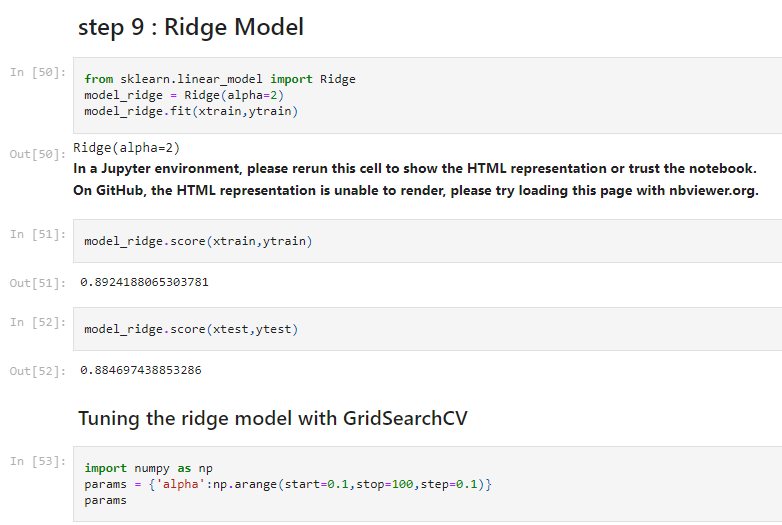 step 9 : Ridge Model
In [50]:
from sklearn.linear_model import Ridge
model_ridge = Ridge(alpha=2)
model_ridge.fit(xtrain,ytrain)
Out[50]: Ridge(alpha=2)
In a Jupyter environment, please rerun this cell to show the HTML representation or trust the notebook.
On GitHub, the HTML representation is unable to render, please try loading this page with nbviewer.org.
In [51]: model_ridge.score(xtrain,ytrain)
Out[51]: 0.8924188065303781
In [52]: model_ridge.score(xtest,ytest)
Out[52]: 0.884697438853286
Tuning the ridge model with GridSearchCV
In [53]:
import numpy as np
params = {'alpha':np.arange(start=0.1,stop=100,step=0.1)}
params